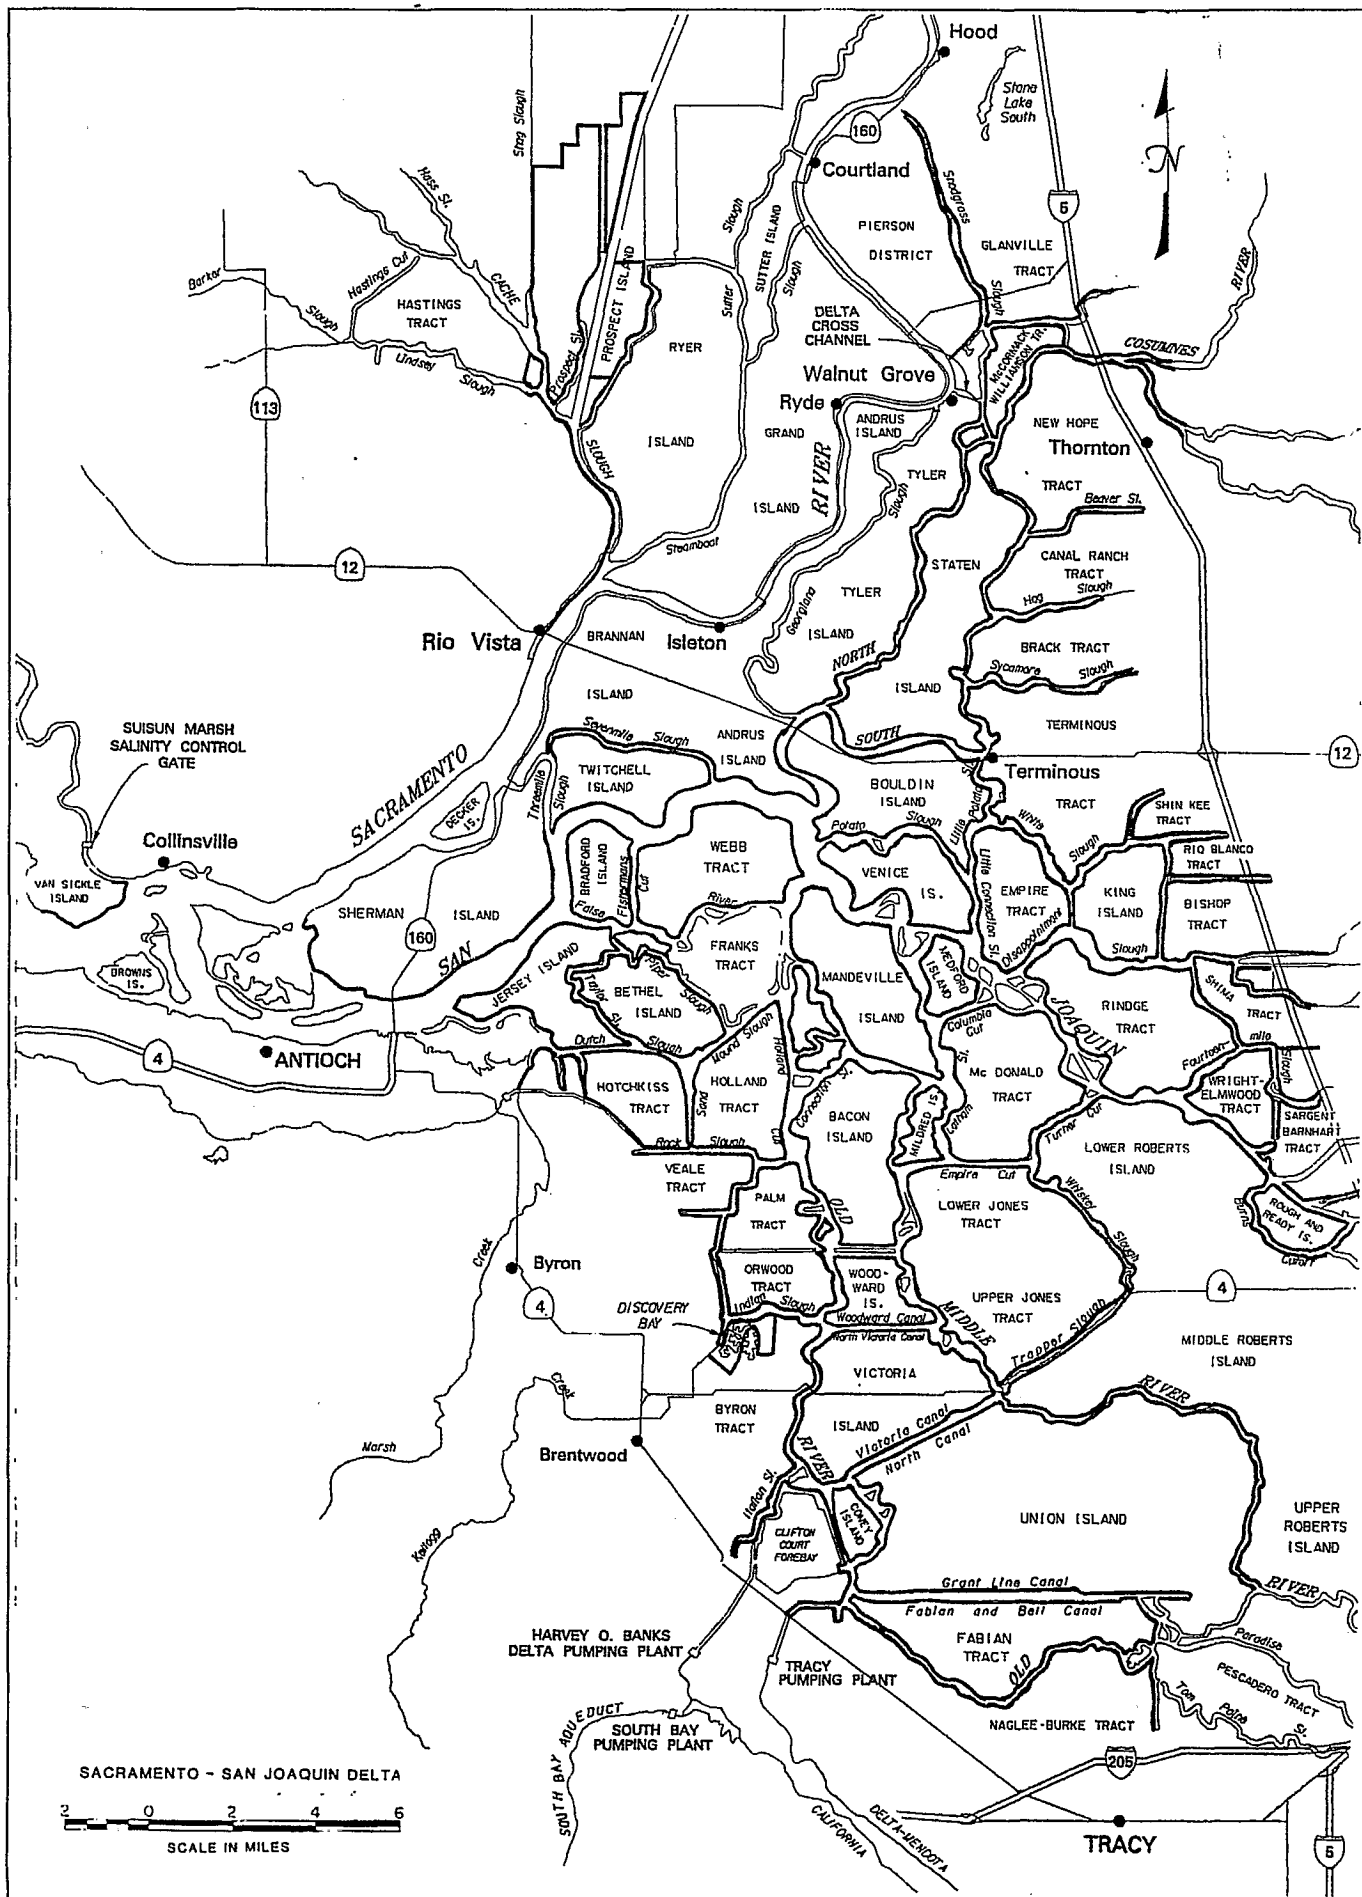 Hood
Stone
Lake
South
Stag Slough
160
N
Courtland
Hass Sl.
Snodgrass
5
PIERSON
DISTRICT
GLANVILLE
TRACT
Slough
SUTTER ISLAND
Slough
RIVER
Barker
Slough
Hastings Cut
HASTINGS
TRACT
CACHE
PROSPECT ISLAND
Sutter
Slough
DELTA
CROSS
CHANNEL
McCORMACK
WILLIAMSON TR.
COSUMNES
Lindsey
Slough
Prospect Sl.
RYER
Walnut Grove
113
Ryde
ANDRUS
ISLAND
NEW HOPE
GRAND
Thornton
SLOUGH
ISLAND
RIVER
TYLER
TRACT
Slough
Beaver Sl.
ISLAND
12
Steamboat
STATEN
CANAL RANCH
TRACT
Hog
Slough
Georgiana
TYLER
ISLAND
Rio Vista
BRANNAN
Isleton
NORTH
BRACK TRACT
Sycamore
Slough
ISLAND
ISLAND
TERMINOUS
SUISUN MARSH
SALINITY CONTROL
GATE
Sevenmile
Slough
ANDRUS
ISLAND
SOUTH
12
SACRAMENTO
TWITCHELL
ISLAND
Terminous
Threemile
Slough
BOULDIN
ISLAND
Little Potato
Sl.
TRACT
SHIN KEE
TRACT
DECKER
IS.
Potato
Slough
White
Slough
Collinsville
BRADFORD
ISLAND
Fishermans
Cut
WEBB
TRACT
RIO BLANCO
TRACT
VAN SICKLE
ISLAND
VENICE
IS.
Little Connection Sl.
EMPIRE
TRACT
KING
ISLAND
BISHOP
TRACT
SHERMAN
ISLAND
False
River
160
Disappointment
Slough
SAN
FRANKS
TRACT
BROWNS
IS.
JERSEY ISLAND
Piper
Slough
MANDEVILLE
MEDFORD
ISLAND
SHIMA
TRACT
Taylor
Sl.
BETHEL
ISLAND
JOAQUIN
RINDGE
TRACT
ISLAND
Columbia
Cut
4
ANTIOCH
Dutch
Slough
Mound Slough
Holland
Cut
Fourteen-
mile
Slough
HOTCHKISS
TRACT
Sand
HOLLAND
TRACT
Connection Sl.
Mc DONALD
TRACT
WRIGHT-
ELMWOOD
TRACT
BACON
ISLAND
MILDRED IS.
Latham
Sl.
Turner
Cut
SARGENT
BARNHART
TRACT
Rock
Slough
LOWER ROBERTS
ISLAND
VEALE
TRACT
Empire
Cut
Whiskey
Slough
PALM
TRACT
OLD
LOWER JONES
TRACT
Burns
Cutoff
ROUGH AND
READY IS.
Creek
Byron
ORWOOD
TRACT
WOOD-
WARD
IS.
4
4
DISCOVERY
BAY
Indian
Slough
MIDDLE
UPPER JONES
TRACT
Woodward Canal
North Victoria Canal
Trapper Slough
MIDDLE ROBERTS
ISLAND
Creek
VICTORIA
RIVER
BYRON
TRACT
ISLAND
Victoria Canal
North Canal
Marsh
Brentwood
RIVER
Italian Sl.
Kellogg
CLIFTON
COURT
FOREBAY
CONEY
ISLAND
UNION ISLAND
UPPER
ROBERTS
ISLAND
Grant Line Canal
RIVER
Fabian and Bell Canal
HARVEY O. BANKS
DELTA PUMPING PLANT
FABIAN
TRACT
Paradise
TRACY
PUMPING PLANT
OLD
PESCADERO TRACT
Tom
Paine
Sl.
SOUTH BAY AQUEDUCT
SOUTH BAY
PUMPING PLANT
NAGLEE-BURKE TRACT
205
SACRAMENTO - SAN JOAQUIN DELTA
2 0 2 4 6
SCALE IN MILES
CALIFORNIA
DELTA-MENDOTA
TRACY
5